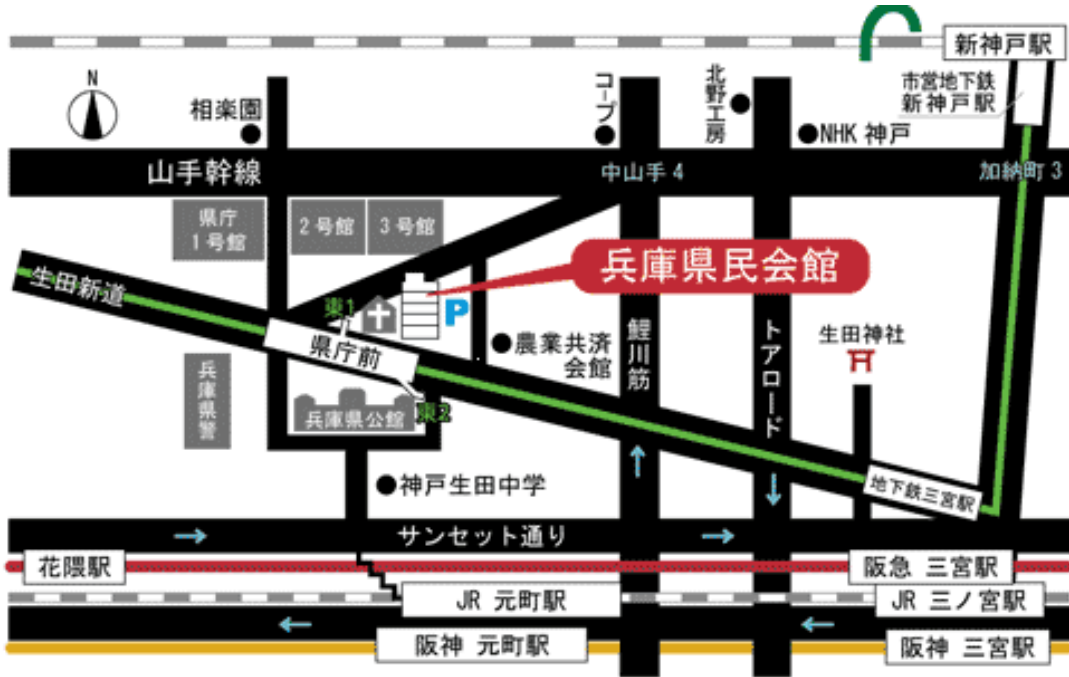 新神戸駅
市営地下鉄
新神戸駅
N
相楽園
コープ
北野工房
NHK 神戸
山手幹線
中山手 4
加納町 3
県庁
1 号館
2 号館
3 号館
兵庫県民会館
生田新道
東1
P
県庁前
農業共済
会館
鯉川筋
トアロード
生田神社
兵庫県警
兵庫県公館
東2
神戸生田中学
地下鉄三宮駅
サンセット通り
花隈駅
阪急 三宮駅
JR 元町駅
JR 三ノ宮駅
阪神 元町駅
阪神 三宮駅